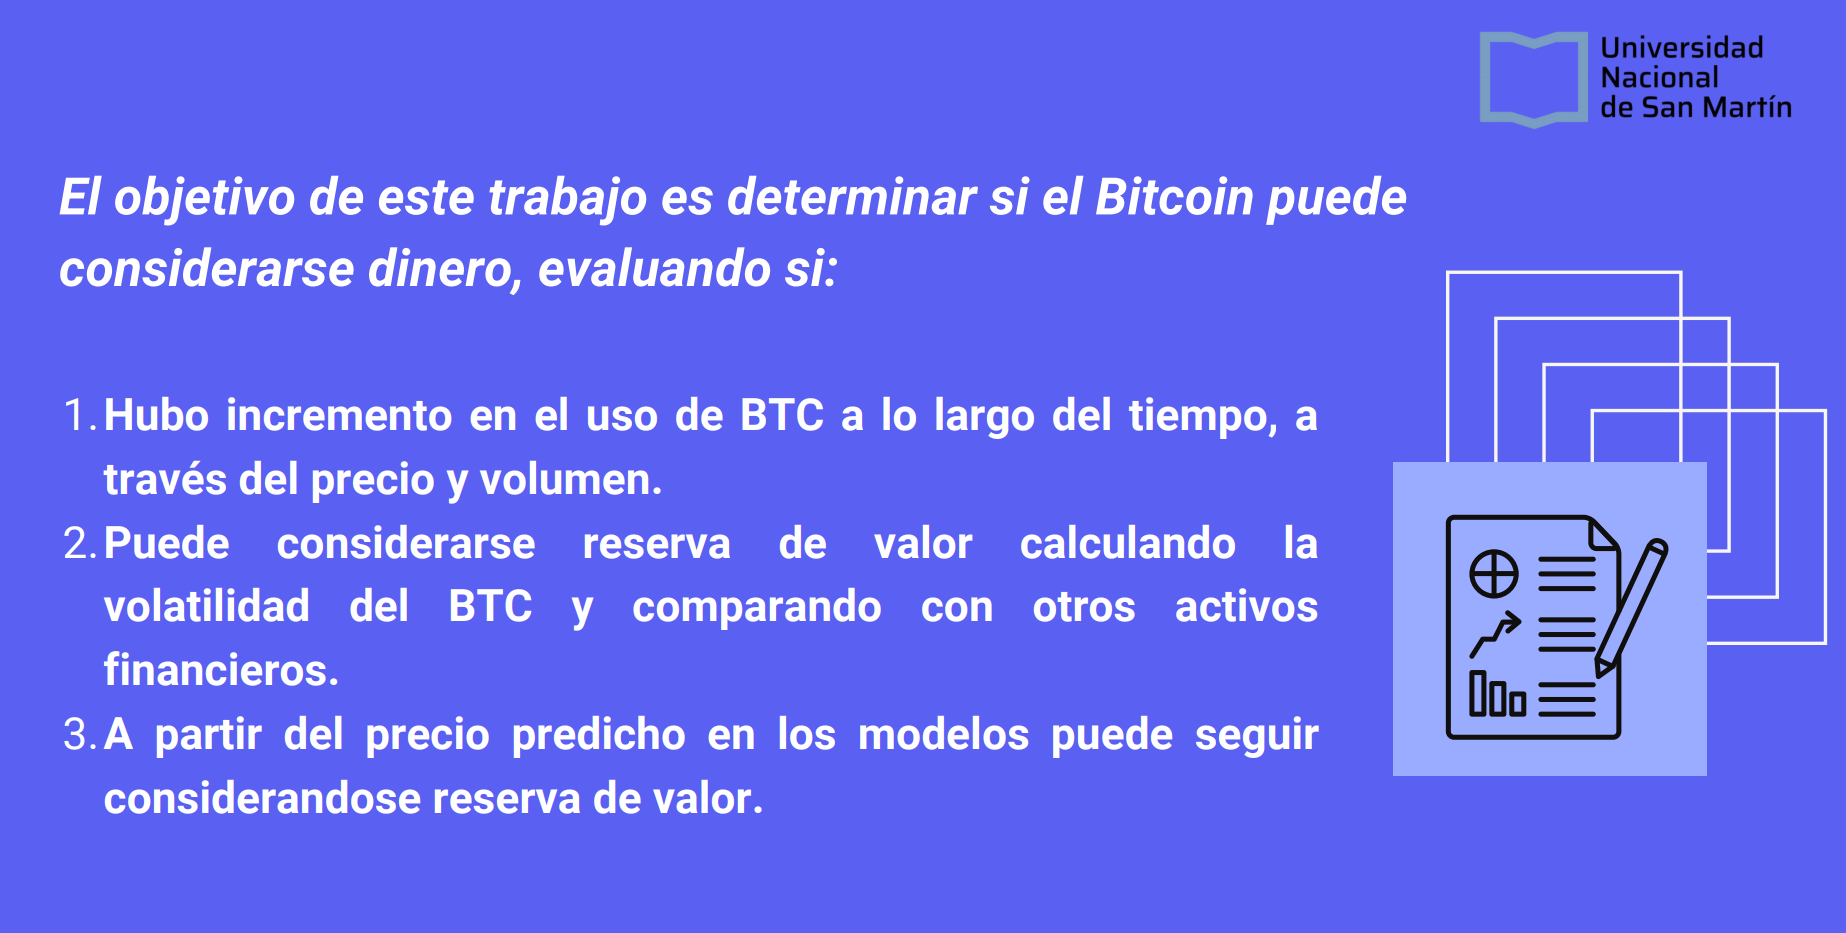 Universidad
Nacional
de San Martín
El objetivo de este trabajo es determinar si el Bitcoin puede
considerarse dinero, evaluando si:
1. Hubo incremento en el uso de BTC a lo largo del tiempo, a
través del precio y volumen.
2. Puede considerarse reserva de valor calculando la
volatilidad del BTC y comparando con otros activos
financieros.
3. A partir del precio predicho en los modelos puede seguir
considerandose reserva de valor.